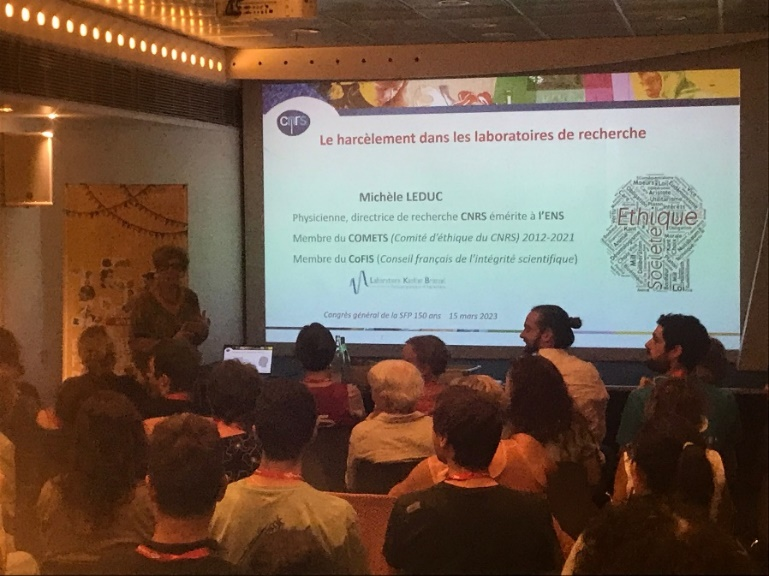 cnrs
Le harcèlement dans les laboratoires de recherche
Michèle LEDUC
Physicienne, directrice de recherche CNRS émérite à l'ENS
Membre du COMETS (Comité d'éthique du CNRS) 2012-2021
Membre du CoFIS (Conseil français de l'intégrité scientifique)
Laboratoire Kastler Brossel
Congrès général de la SFP 150 ans 15 mars 2023
Ethique
Société